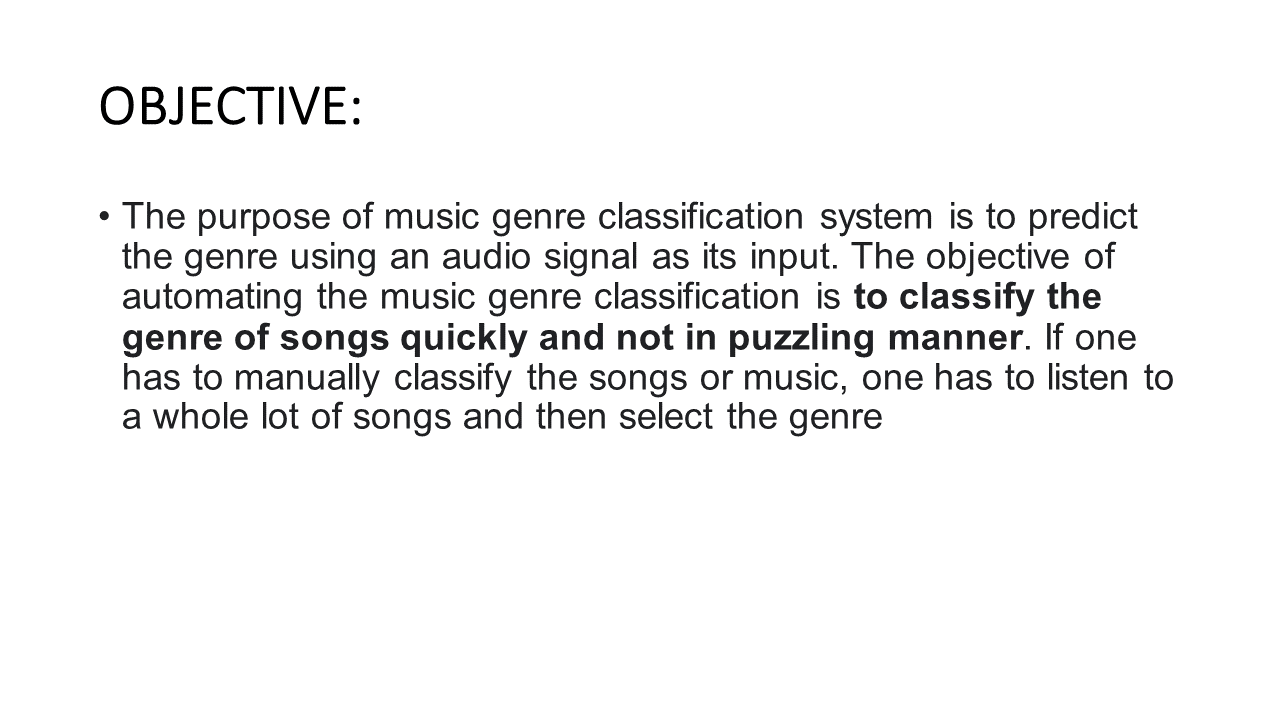 OBJECTIVE:
• The purpose of music genre classification system is to predict
the genre using an audio signal as its input. The objective of
automating the music genre classification is to classify the
genre of songs quickly and not in puzzling manner. If one
has to manually classify the songs or music, one has to listen to
a whole lot of songs and then select the genre